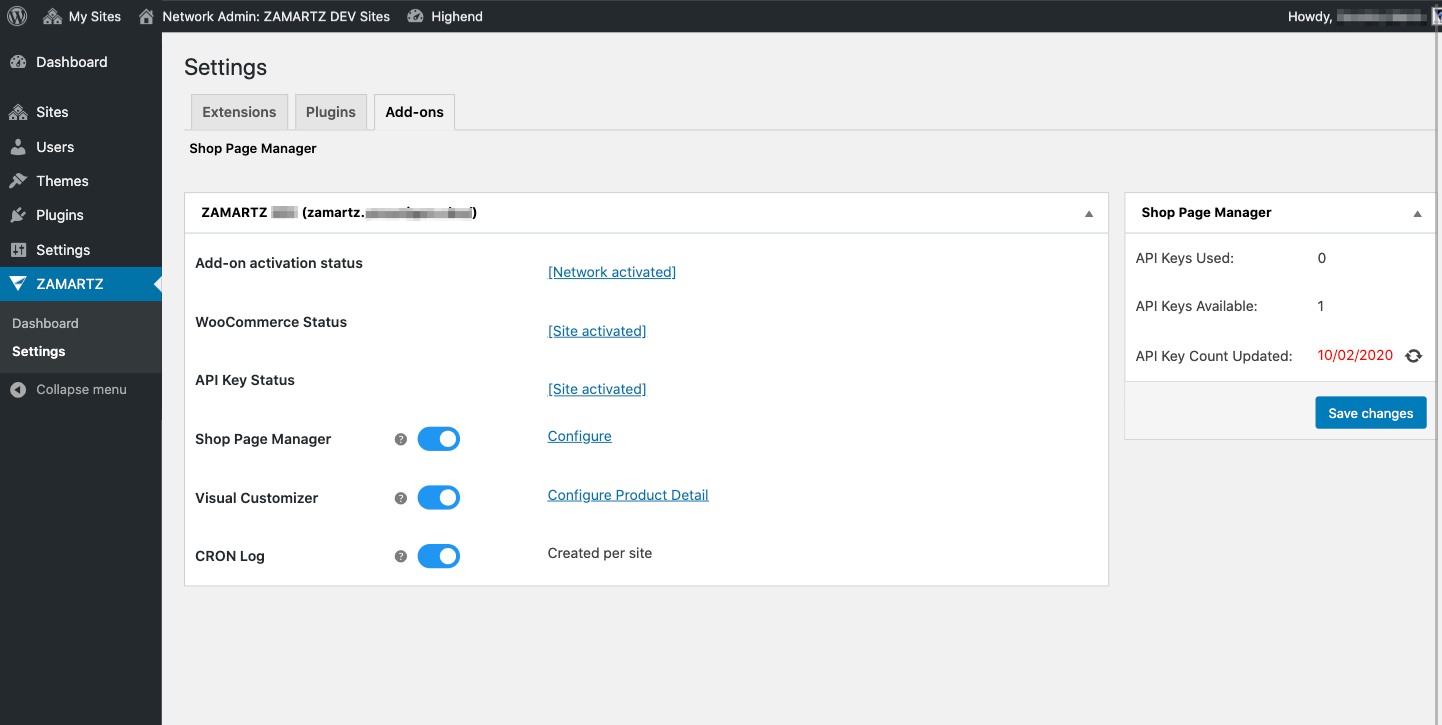 My Sites Network Admin: ZAMARTZ DEV Sites Highend Howdy,
Dashboard
Sites
Users
Themes
Plugins
Settings
ZAMARTZ
Dashboard
Settings
Collapse menu
Settings
Extensions Plugins Add-ons
Shop Page Manager
ZAMARTZ (zamartz. )
Add-on activation status [Network activated]
WooCommerce Status [Site activated]
API Key Status [Site activated]
Shop Page Manager ? Configure
Visual Customizer ? Configure Product Detail
CRON Log ? Created per site
Shop Page Manager
API Keys Used: 0
API Keys Available: 1
API Key Count Updated: 10/02/2020
Save changes